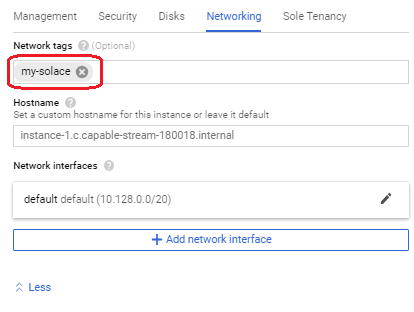 Management Security Disks Networking Sole Tenancy
Network tags (Optional)
my-solace
Hostname
Set a custom hostname for this instance or leave it default
instance-1.c.capable-stream-180018.internal
Network interfaces
default default (10.128.0.0/20)
Add network interface
Less